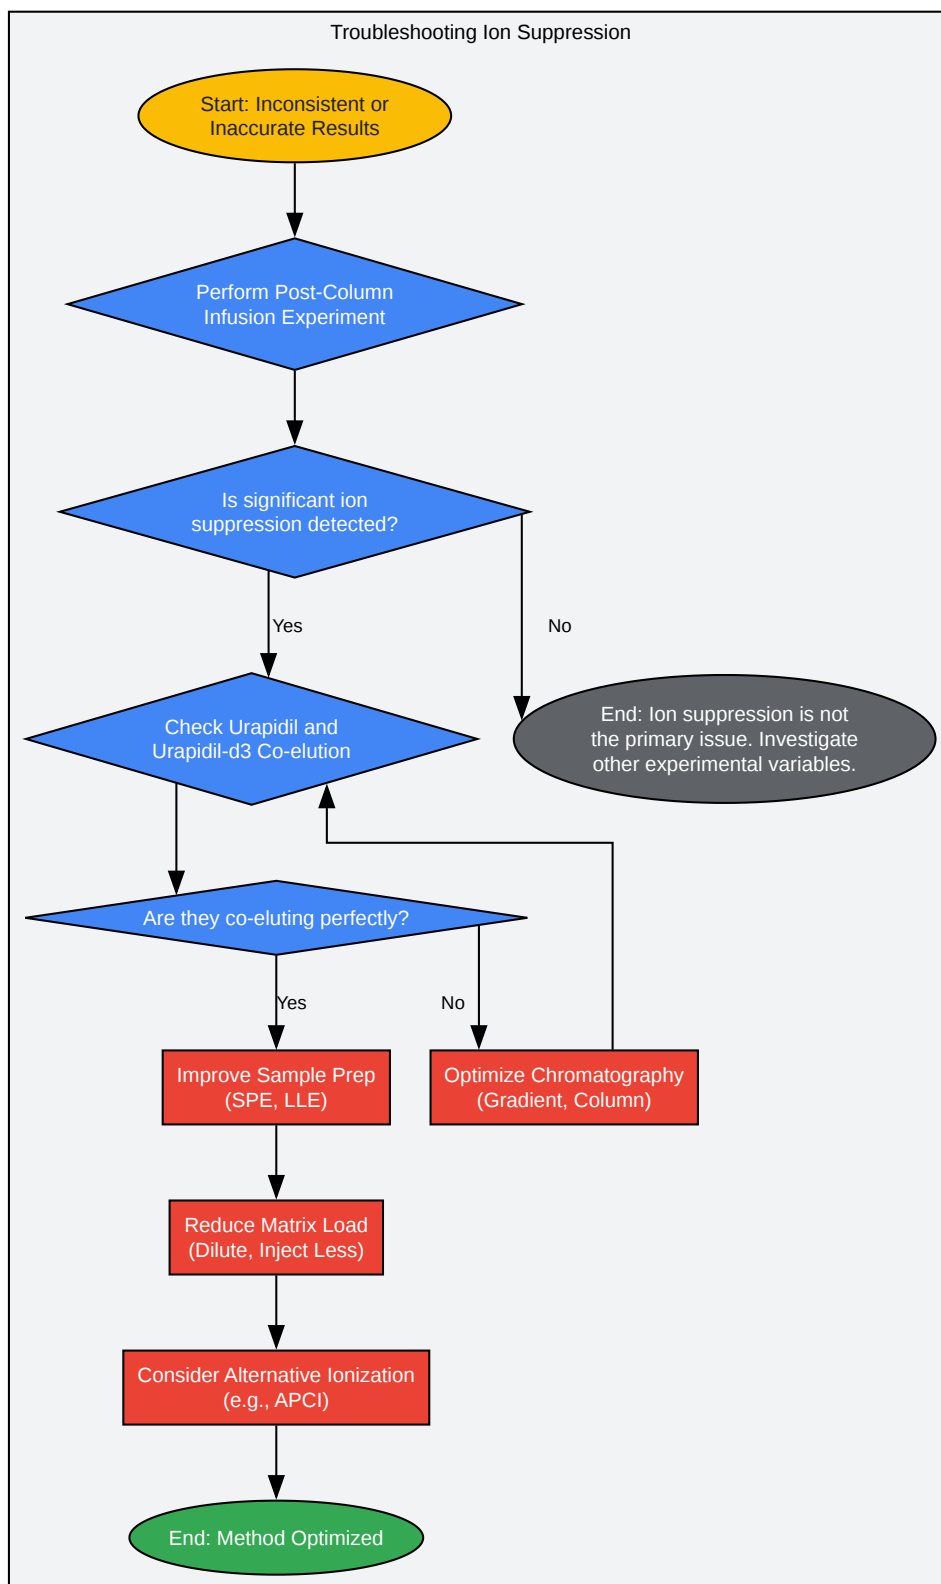 Troubleshooting Ion Suppression
Start: Inconsistent or
Inaccurate Results
Perform Post-Column
Infusion Experiment
Is significant ion
suppression detected?
Yes
No
Check Urapidil and
Urapidil-d3 Co-elution
End: Ion suppression is not
the primary issue. Investigate
other experimental variables.
Are they co-eluting perfectly?
Yes
No
Improve Sample Prep
(SPE, LLE)
Optimize Chromatography
(Gradient, Column)
Reduce Matrix Load
(Dilute, Inject Less)
Consider Alternative Ionization
(e.g., APCI)
End: Method Optimized